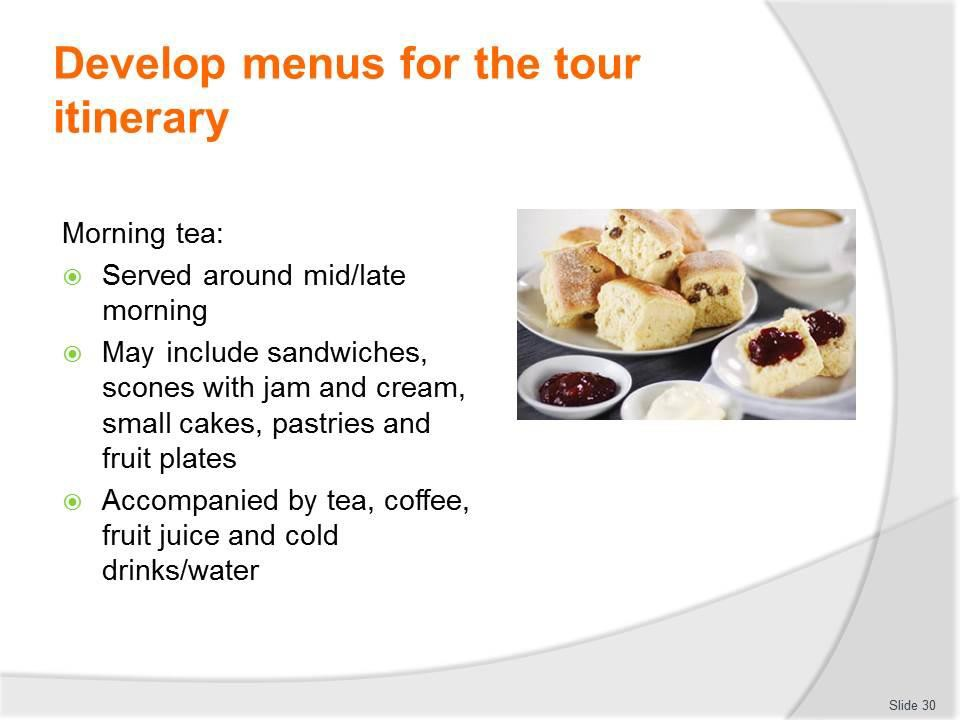 Develop menus for the tour
itinerary
Morning tea:
Served around mid/late
morning
May include sandwiches,
scones with jam and cream,
small cakes, pastries and
fruit plates
Accompanied by tea, coffee,
fruit juice and cold
drinks/water
Slide 30